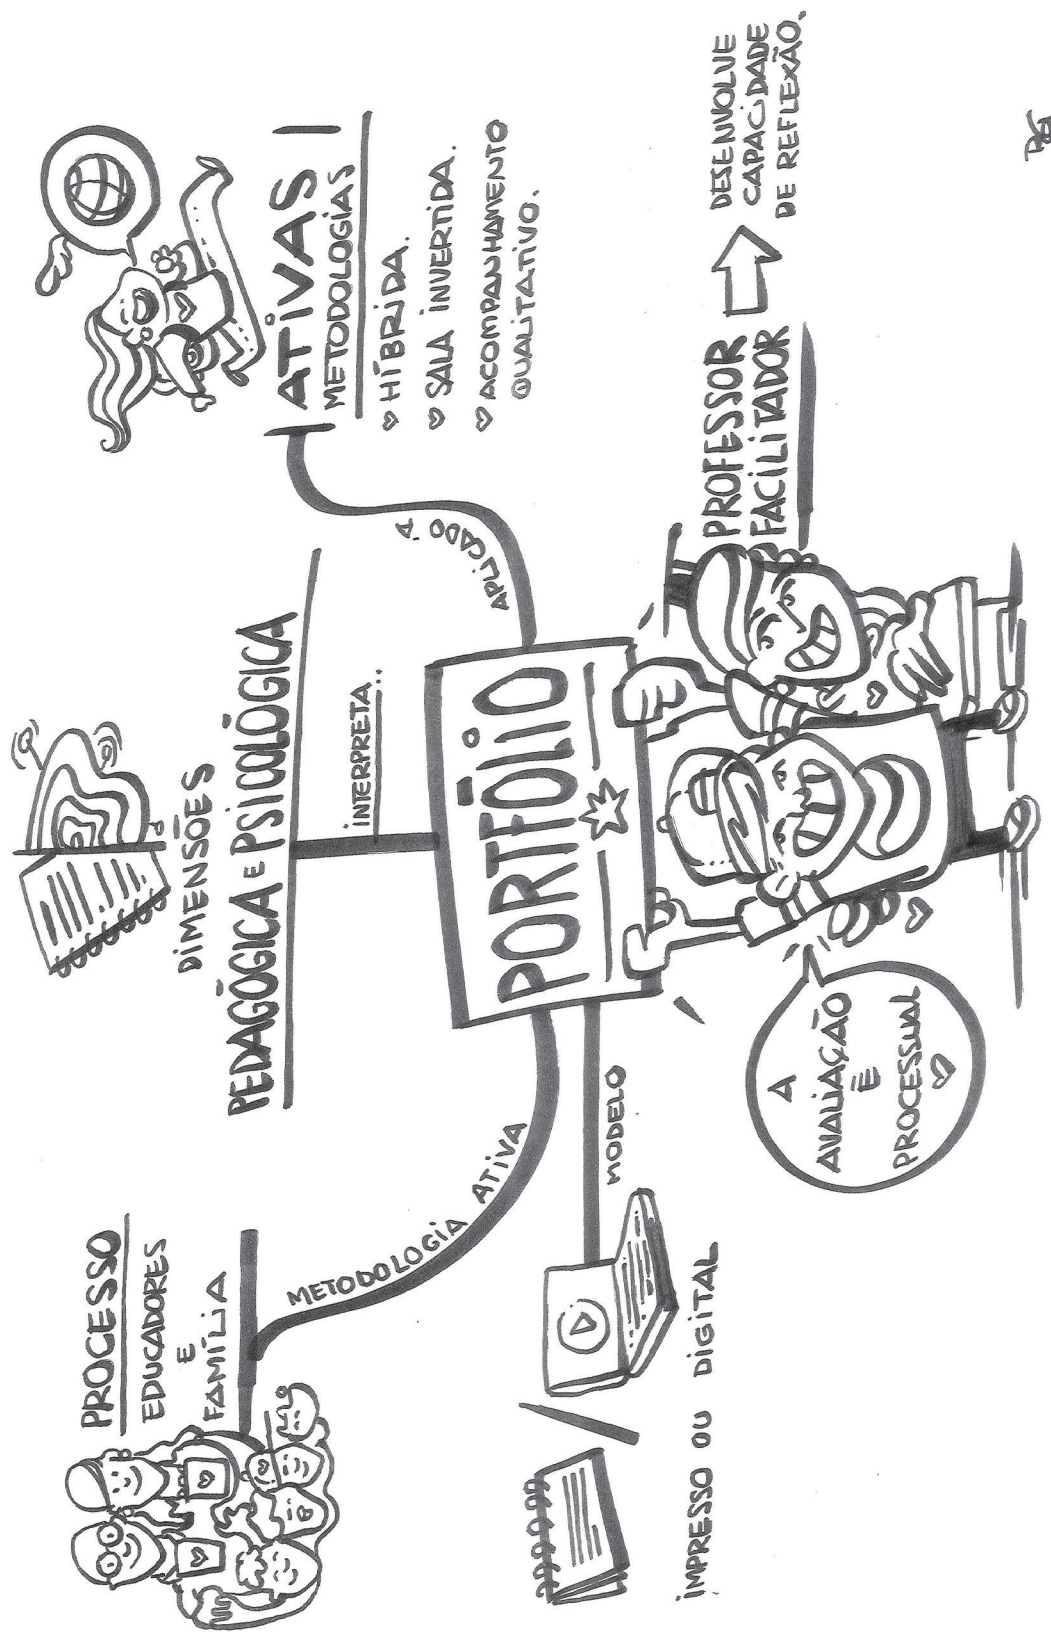 PROCESSO
EDUCADORES
E
FAMÍLIA
METODOLOGIA ATIVA
DIMENSÕES
PEDAGÓGICA E PSICOLÓGICA
INTERPRETA..
ATIVAS
METODOLOGIAS
HÍBRIDA.
SALA INVERTIDA.
ACOMPANHAMENTO
QUALITATIVO.
APLICADO À
PORTFÓLIO
MODELO
IMPRESSO OU DIGITAL
A
AVALIAÇÃO
É
PROCESSUAL
PROFESSOR
FACILITADOR
DESENVOLVE
CAPACIDADE
DE REFLEXÃO.